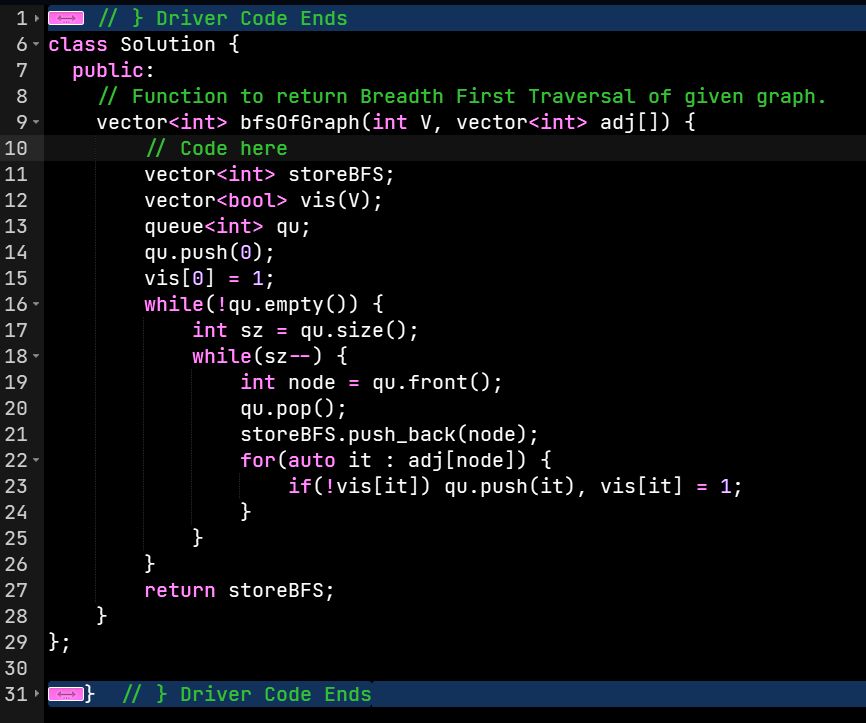 1 // } Driver Code Ends
6 class Solution {
7   public:
8     // Function to return Breadth First Traversal of given graph.
9     vector<int> bfsOfGraph(int V, vector<int> adj[]) {
10         // Code here
11         vector<int> storeBFS;
12         vector<bool> vis(V);
13         queue<int> qu;
14         qu.push(0);
15         vis[0] = 1;
16         while(!qu.empty()) {
17             int sz = qu.size();
18             while(sz--) {
19                 int node = qu.front();
20                 qu.pop();
21                 storeBFS.push_back(node);
22                 for(auto it : adj[node]) {
23                     if(!vis[it]) qu.push(it), vis[it] = 1;
24                 }
25             }
26         }
27         return storeBFS;
28     }
29 };
30
31 }  // } Driver Code Ends